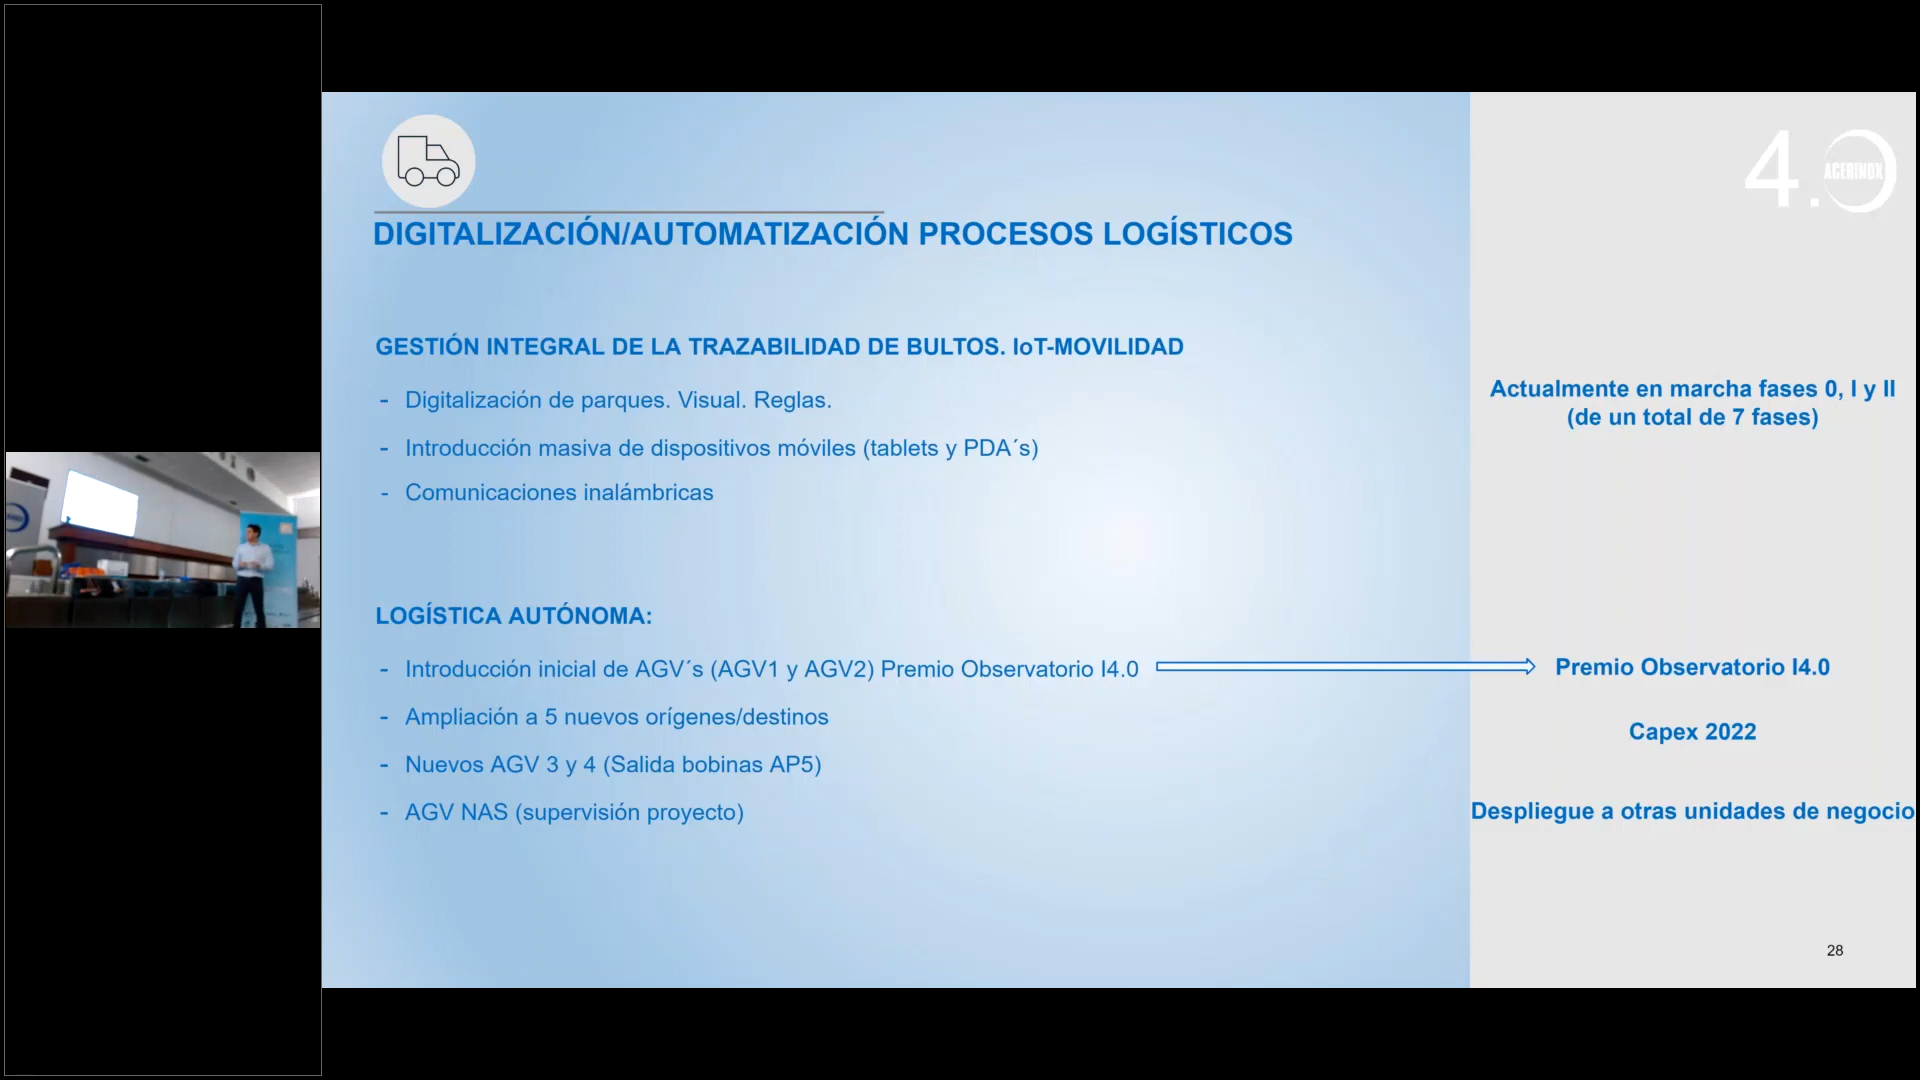 4.0
ACERINOX
DIGITALIZACIÓN/AUTOMATIZACIÓN PROCESOS LOGÍSTICOS
GESTIÓN INTEGRAL DE LA TRAZABILIDAD DE BULTOS. IoT-MOVILIDAD
- Digitalización de parques. Visual. Reglas.
- Introducción masiva de dispositivos móviles (tablets y PDA´s)
- Comunicaciones inalámbricas
Actualmente en marcha fases 0, I y II
(de un total de 7 fases)
LOGÍSTICA AUTÓNOMA:
- Introducción inicial de AGV´s (AGV1 y AGV2) Premio Observatorio I4.0
- Ampliación a 5 nuevos orígenes/destinos
- Nuevos AGV 3 y 4 (Salida bobinas AP5)
- AGV NAS (supervisión proyecto)
Premio Observatorio I4.0
Capex 2022
Despliegue a otras unidades de negocio
28